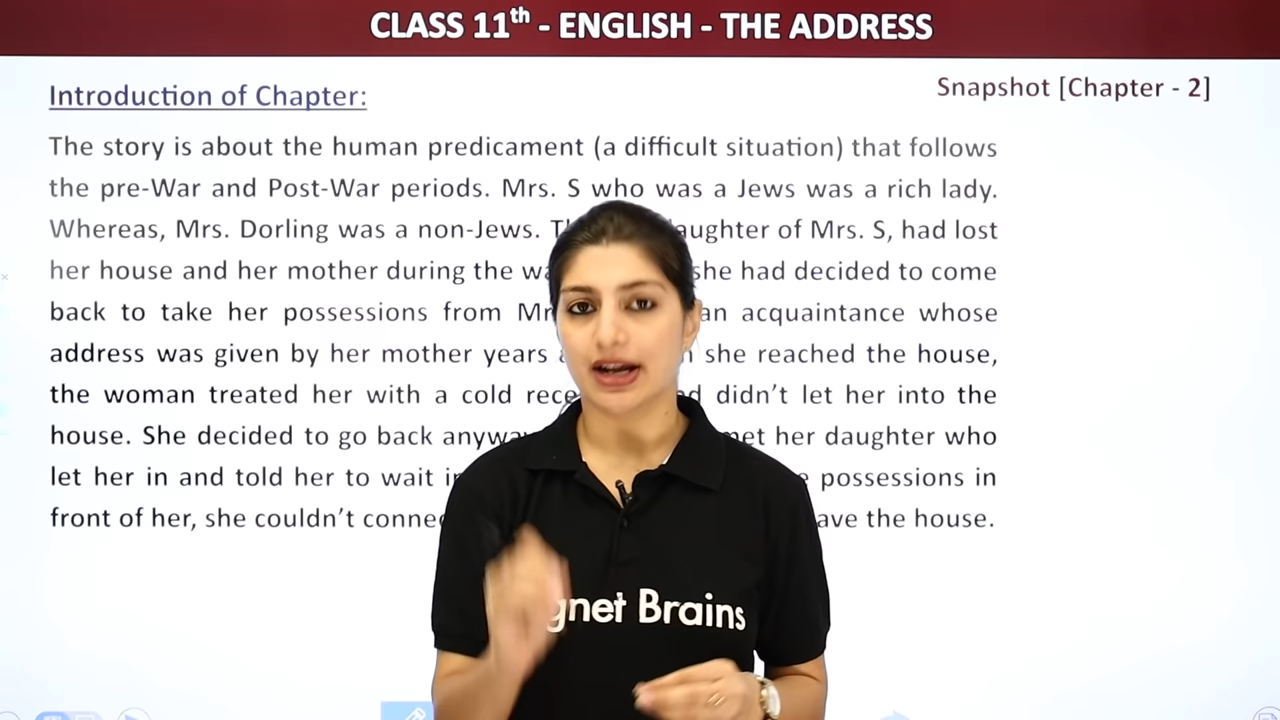 CLASS 11th - ENGLISH - THE ADDRESS
Introduction of Chapter:
Snapshot [Chapter - 2]
The story is about the human predicament (a difficult situation) that follows
the pre-War and Post-War periods. Mrs. S who was a Jews was a rich lady.
Whereas, Mrs. Dorling was a non-Jews. of Mrs. S, had lost
her house and her mother during the she had decided to come
back to take her possessions from an acquaintance whose
address was given by her mother years she reached the house,
the woman treated her with a cold didn't let her into the
house. She decided to go back her daughter who
let her in and told her to wait possessions in
front of her, she couldn't the house.
Brains